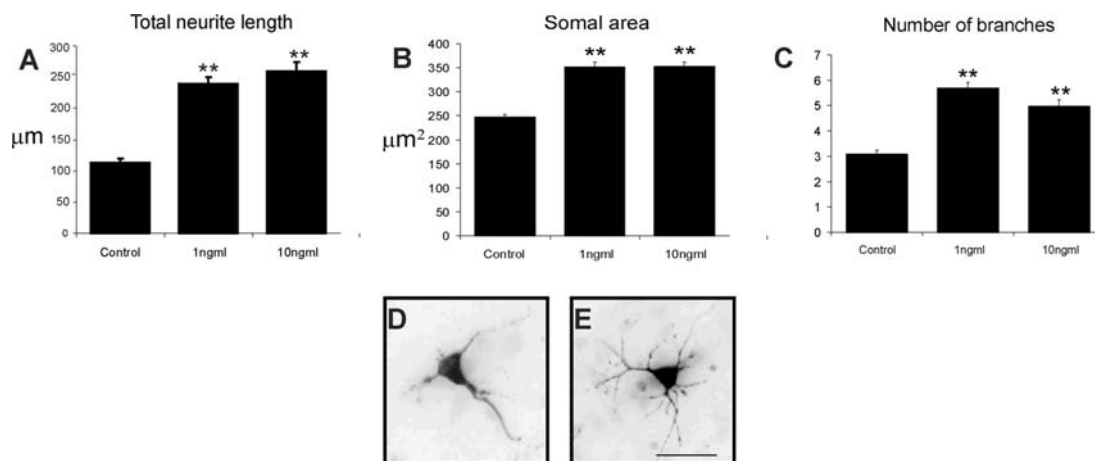 Total neurite length
A
μm
300
250
200
150
100
50
0
**
**
Control
1ngml
10ngml
Somal area
B
μm²
400
350
300
250
200
150
100
50
0
**
**
Control
1ngml
10ngml
Number of branches
C
7
6
5
4
3
2
1
0
**
**
Control
1ngml
10ngml
D
E